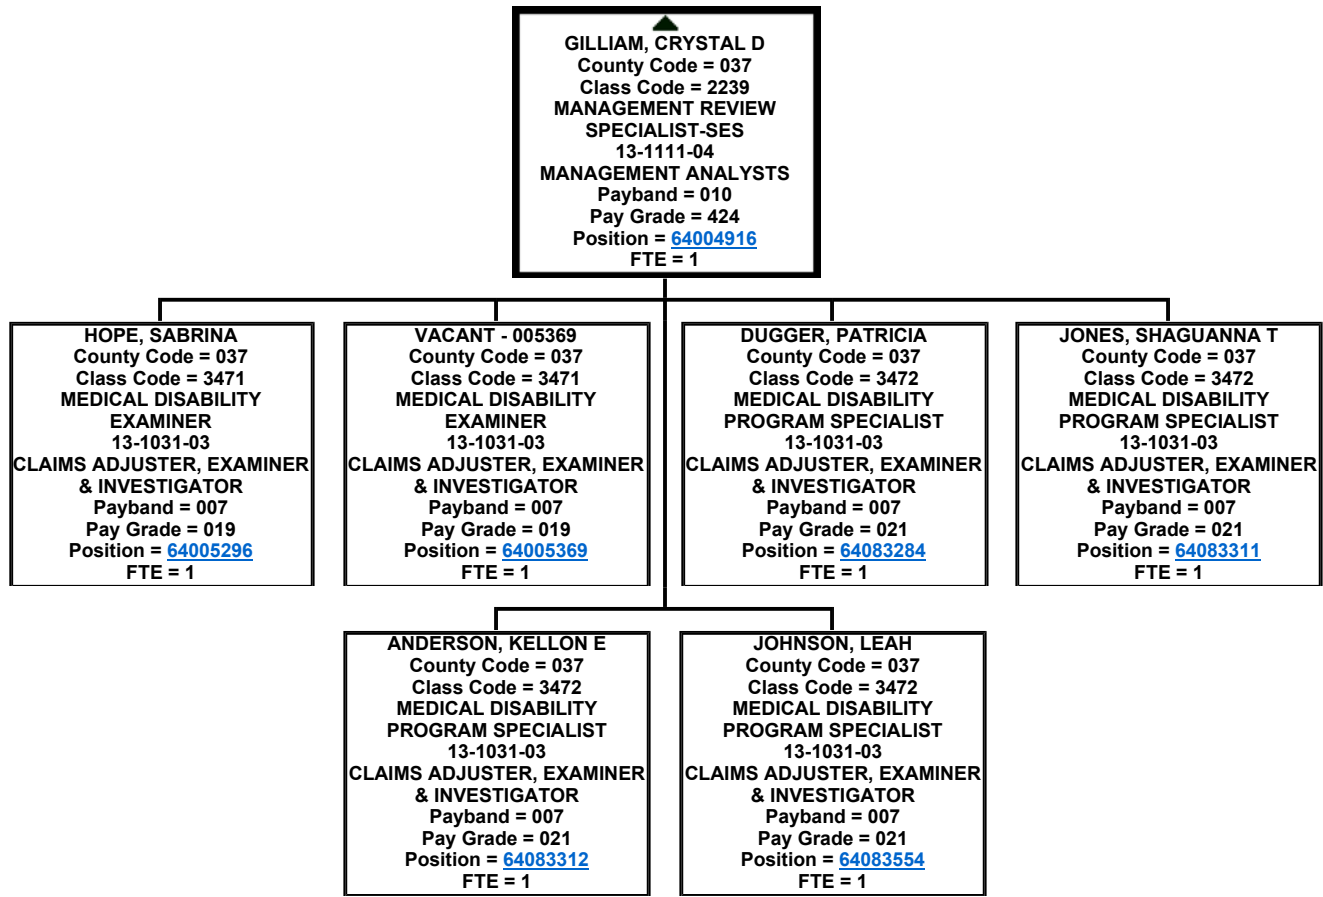 GILLIAM, CRYSTAL D
County Code = 037
Class Code = 2239
MANAGEMENT REVIEW
SPECIALIST-SES
13-1111-04
MANAGEMENT ANALYSTS
Payband = 010
Pay Grade = 424
Position = 64004916
FTE = 1
HOPE, SABRINA
County Code = 037
Class Code = 3471
MEDICAL DISABILITY
EXAMINER
13-1031-03
CLAIMS ADJUSTER, EXAMINER
& INVESTIGATOR
Payband = 007
Pay Grade = 019
Position = 64005296
FTE = 1
VACANT - 005369
County Code = 037
Class Code = 3471
MEDICAL DISABILITY
EXAMINER
13-1031-03
CLAIMS ADJUSTER, EXAMINER
& INVESTIGATOR
Payband = 007
Pay Grade = 019
Position = 64005369
FTE = 1
DUGGER, PATRICIA
County Code = 037
Class Code = 3472
MEDICAL DISABILITY
PROGRAM SPECIALIST
13-1031-03
CLAIMS ADJUSTER, EXAMINER
& INVESTIGATOR
Payband = 007
Pay Grade = 021
Position = 64083284
FTE = 1
JONES, SHAGUANNA T
County Code = 037
Class Code = 3472
MEDICAL DISABILITY
PROGRAM SPECIALIST
13-1031-03
CLAIMS ADJUSTER, EXAMINER
& INVESTIGATOR
Payband = 007
Pay Grade = 021
Position = 64083311
FTE = 1
ANDERSON, KELLON E
County Code = 037
Class Code = 3472
MEDICAL DISABILITY
PROGRAM SPECIALIST
13-1031-03
CLAIMS ADJUSTER, EXAMINER
& INVESTIGATOR
Payband = 007
Pay Grade = 021
Position = 64083312
FTE = 1
JOHNSON, LEAH
County Code = 037
Class Code = 3472
MEDICAL DISABILITY
PROGRAM SPECIALIST
13-1031-03
CLAIMS ADJUSTER, EXAMINER
& INVESTIGATOR
Payband = 007
Pay Grade = 021
Position = 64083554
FTE = 1